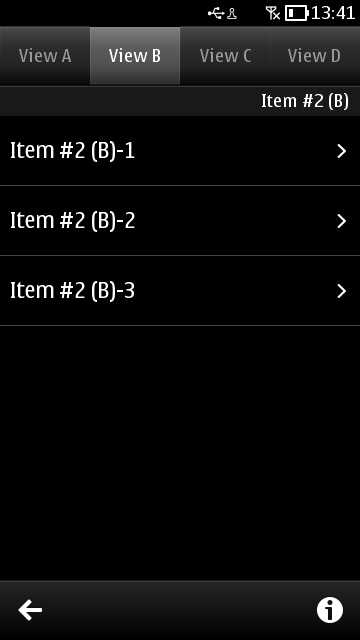 13:41
View A View B View C View D
Item #2 (B)
Item #2 (B)-1
Item #2 (B)-2
Item #2 (B)-3